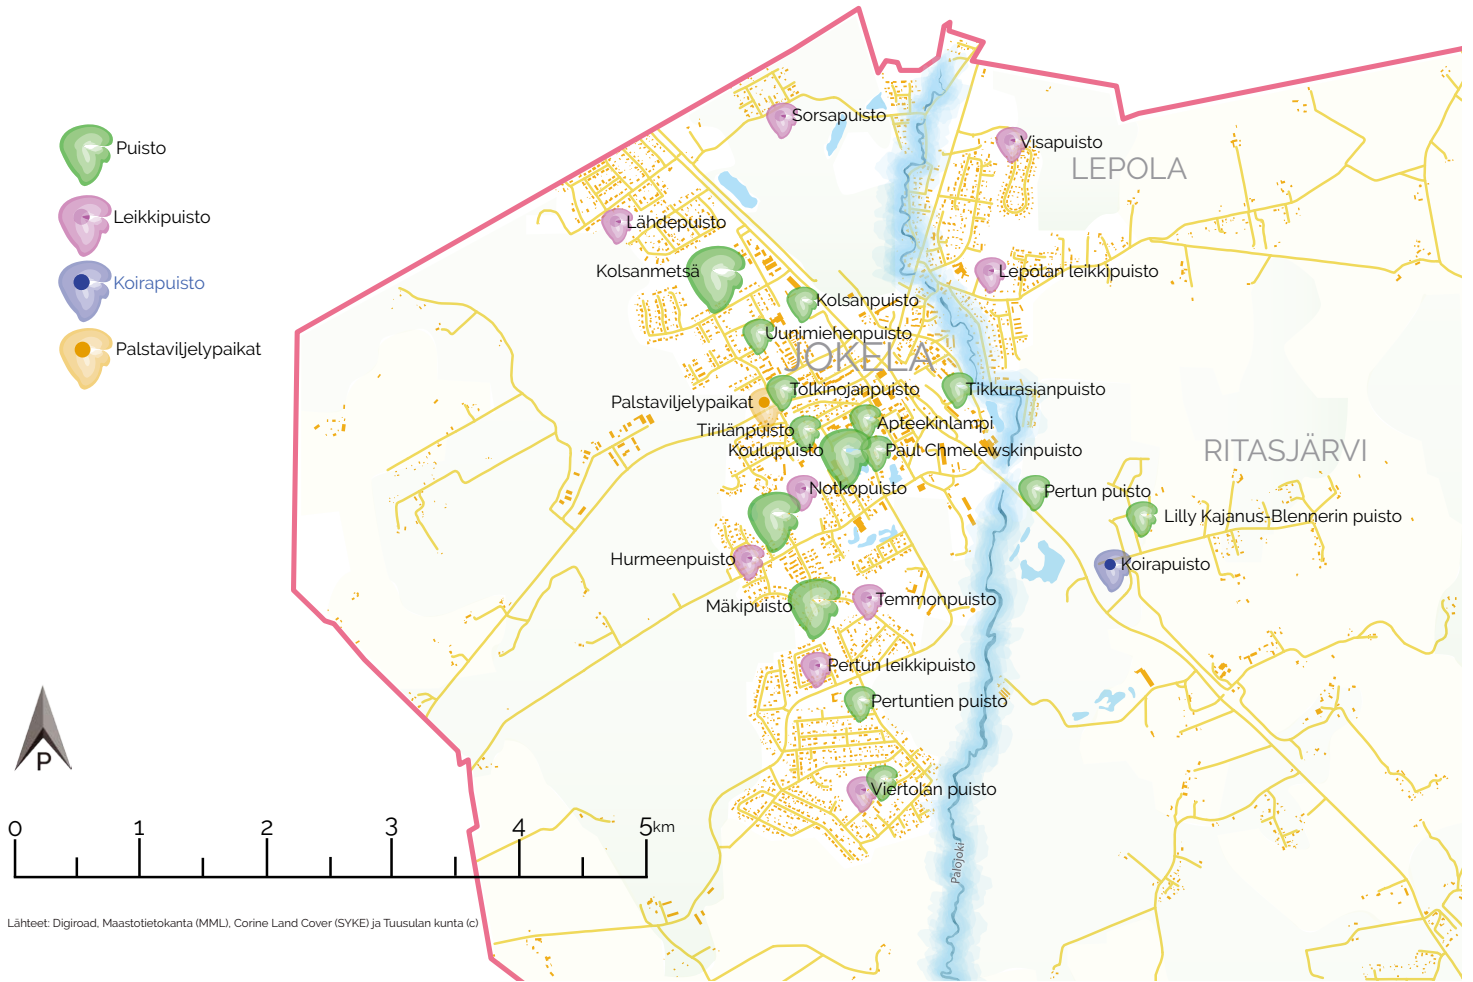 Sorsapuisto
Visapuisto
Puisto
LEPOLA
Leikkipuisto
Lähdepuisto
Kolsanmetsä
Lepolan leikkipuisto
Koirapuisto
Kolsanpuisto
Uunimiehenpuisto
Palstaviljelypaikat
JOKELA
Tolkinojanpuisto
Tikkurasianpuisto
Palstaviljelypaikat
Apteekinlampi
Tirilänpuisto
Koulupuisto
Paul Chmelewskinpuisto
RITASJÄRVI
Notkopuisto
Pertun puisto
Lilly Kajanus-Blennerin puisto
Hurmeenpuisto
Koirapuisto
Mäkipuisto
Temmonpuisto
Pertun leikkipuisto
Pertuntien puisto
P
Viertolan puisto
0 1 2 3 4 5km
Palojoki
Lähteet: Digiroad, Maastotietokanta (MML), Corine Land Cover (SYKE) ja Tuusulan kunta (c)